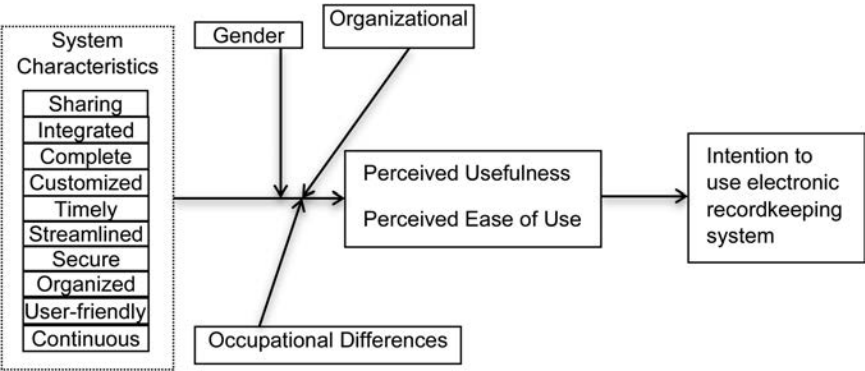 System
Characteristics
Sharing
Integrated
Complete
Customized
Timely
Streamlined
Secure
Organized
User-friendly
Continuous
Gender
Organizational
Occupational Differences
Perceived Usefulness
Perceived Ease of Use
Intention to
use electronic
recordkeeping
system